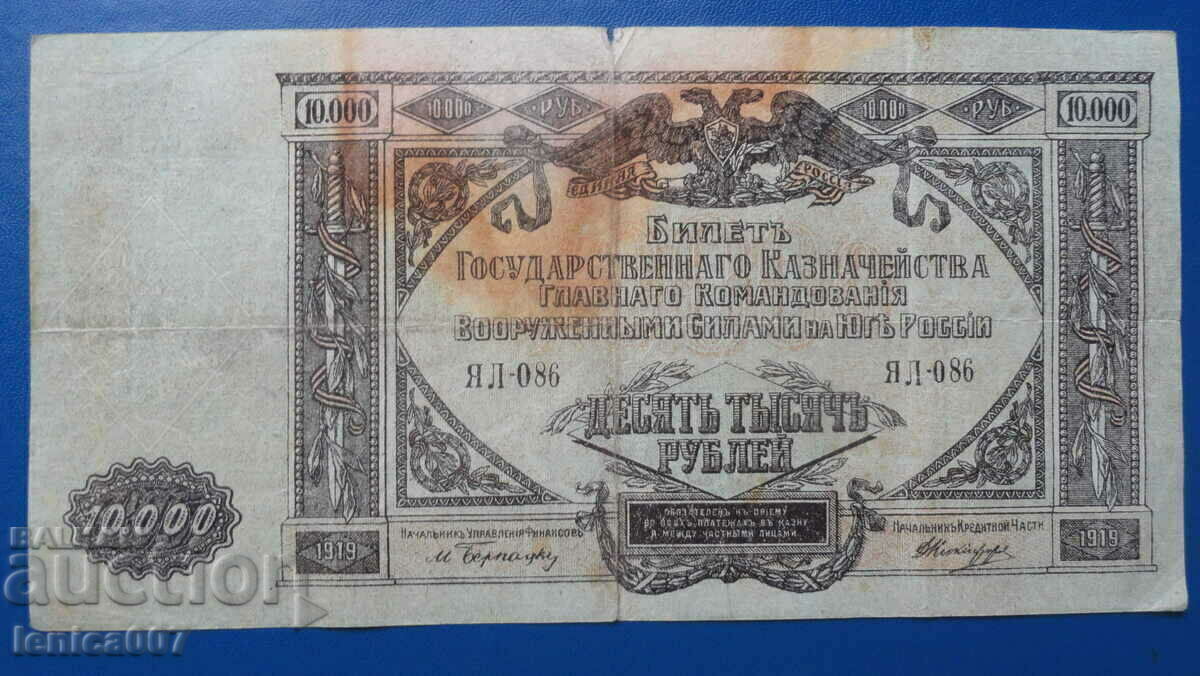 10.000 10.000 РУБ 10.000 РУБ. 10.000
ЕДИНАЯ РОССІЯ
БИЛЕТЪ
ГОСУДАРСТВЕННАГО КАЗНАЧЕЙСТВА
ГЛАВНАГО КОМАНДОВАНІЯ
ВООРУЖЕННЫМИ СИЛАМИ НА ЮГѢ РОССІИ
ЯЛ-086 ЯЛ-086
ДЕСЯТЬ ТЫСЯЧЪ
РУБЛЕЙ
10.000
ОБЯЗАТЕЛЕНЪ КЪ ПРІЕМУ
ВО ВСѢХЪ ПЛАТЕЖАХЪ ВЪ КАЗНУ
И МЕЖДУ ЧАСТНЫМИ ЛИЦАМИ.
НАЧАЛЬНИКЪ УПРАВЛЕНІЯ ФИНАНСОВЪ НАЧАЛЬНИКЪ КРЕДИТНОЙ ЧАСТИ
1919 1919
auction
lenica007